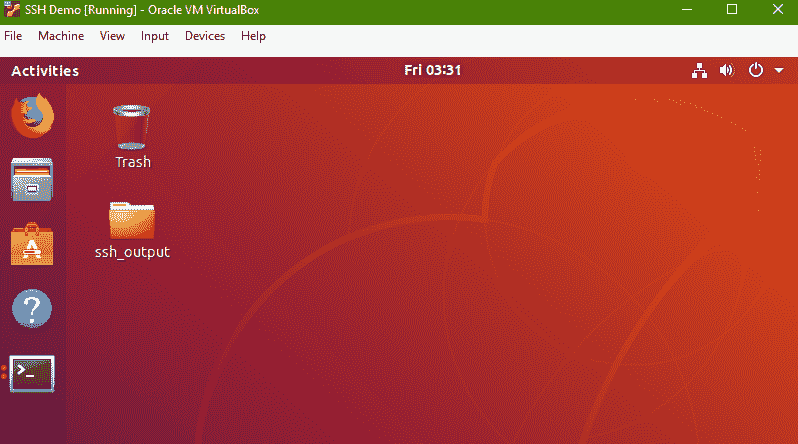 SSH Demo [Running] - Oracle VM VirtualBox
File Machine View Input Devices Help
Activities Fri 03:31
Trash
ssh_output